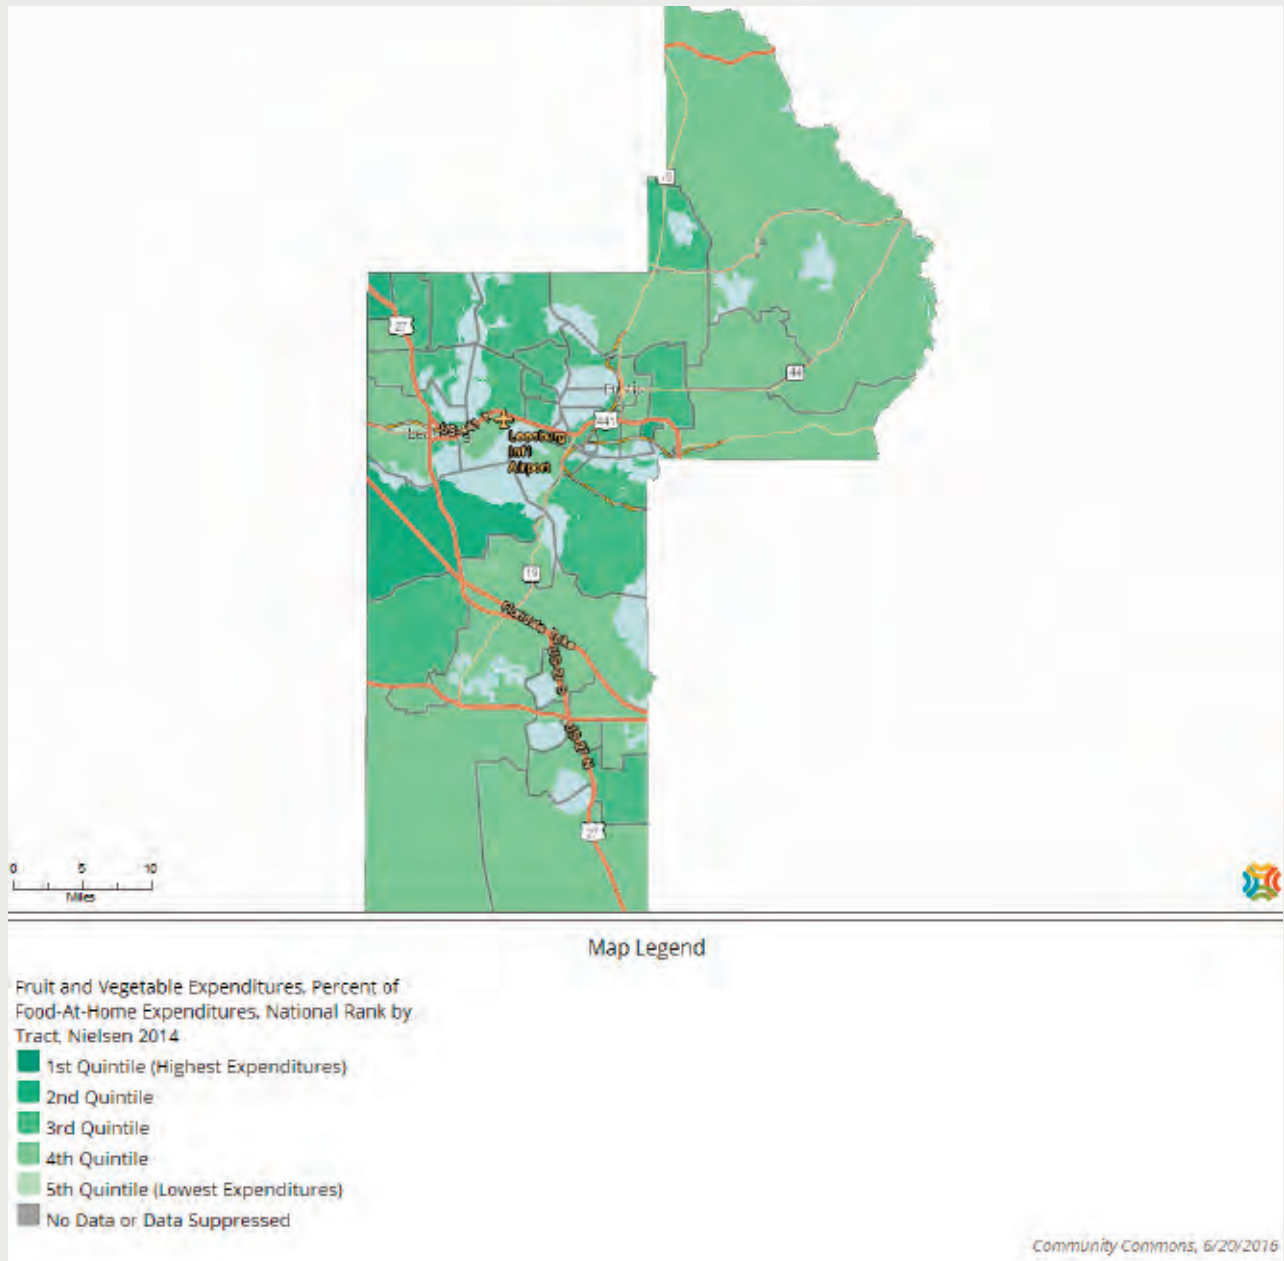 19
27
44
441
Leesburg
Int'l
Airport
19
27
0 5 10
Miles
Map Legend
Fruit and Vegetable Expenditures, Percent of
Food-At-Home Expenditures, National Rank by
Tract, Nielsen 2014
1st Quintile (Highest Expenditures)
2nd Quintile
3rd Quintile
4th Quintile
5th Quintile (Lowest Expenditures)
No Data or Data Suppressed
Community Commons, 6/20/2016